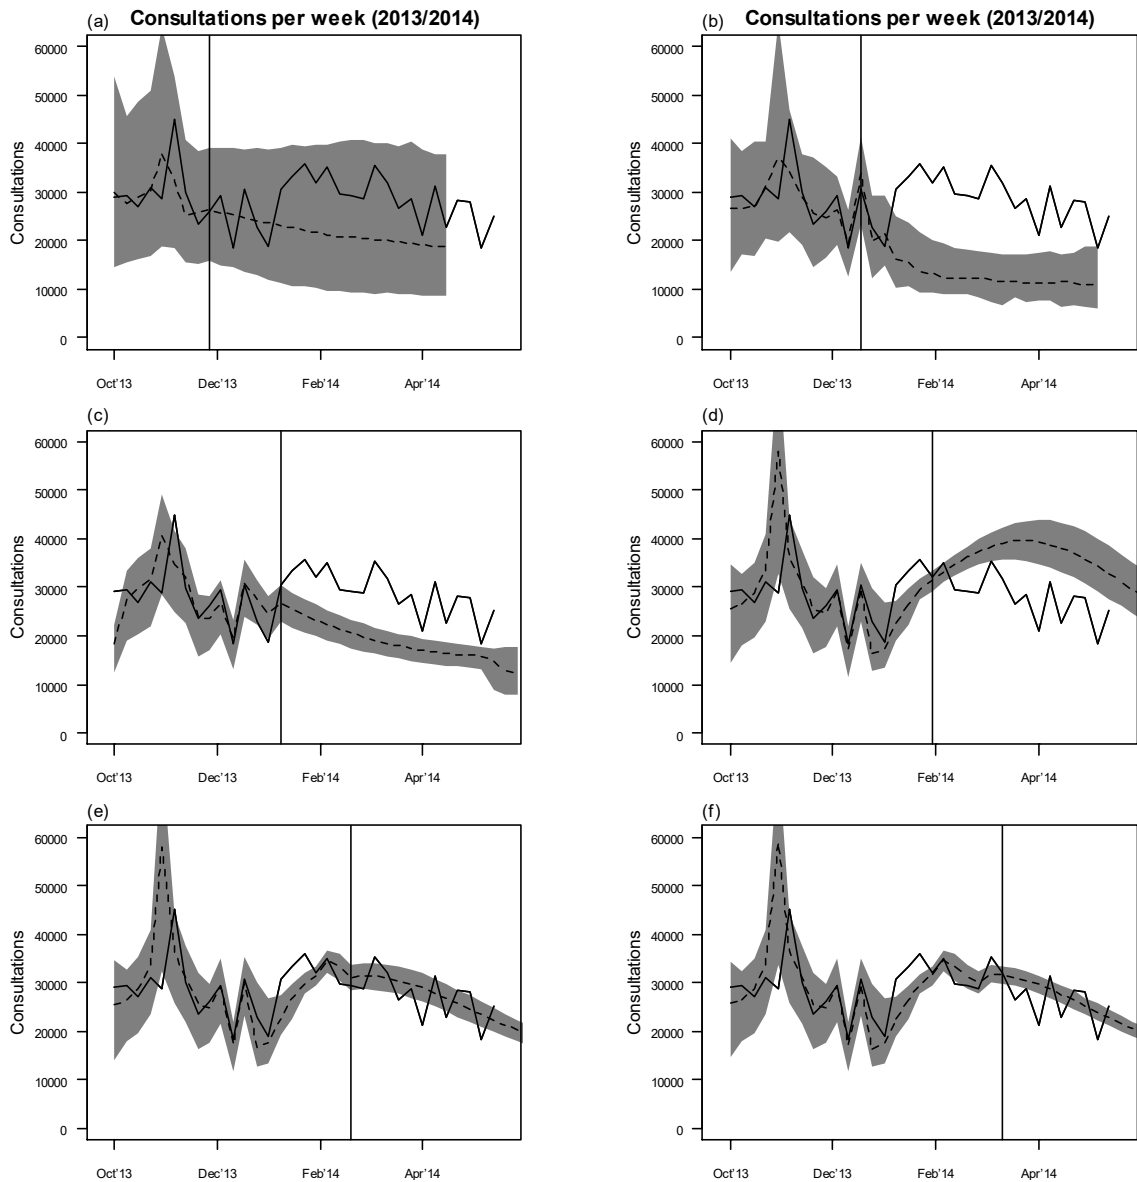 (a) Consultations per week (2013/2014)
(b) Consultations per week (2013/2014)
60000
50000
40000
30000
20000
10000
0
Consultations
Oct'13 Dec'13 Feb'14 Apr'14
60000
50000
40000
30000
20000
10000
0
Consultations
Oct'13 Dec'13 Feb'14 Apr'14
(c)
60000
50000
40000
30000
20000
10000
0
Consultations
Oct'13 Dec'13 Feb'14 Apr'14
(d)
60000
50000
40000
30000
20000
10000
0
Consultations
Oct'13 Dec'13 Feb'14 Apr'14
(e)
60000
50000
40000
30000
20000
10000
0
Consultations
Oct'13 Dec'13 Feb'14 Apr'14
(f)
60000
50000
40000
30000
20000
10000
0
Consultations
Oct'13 Dec'13 Feb'14 Apr'14